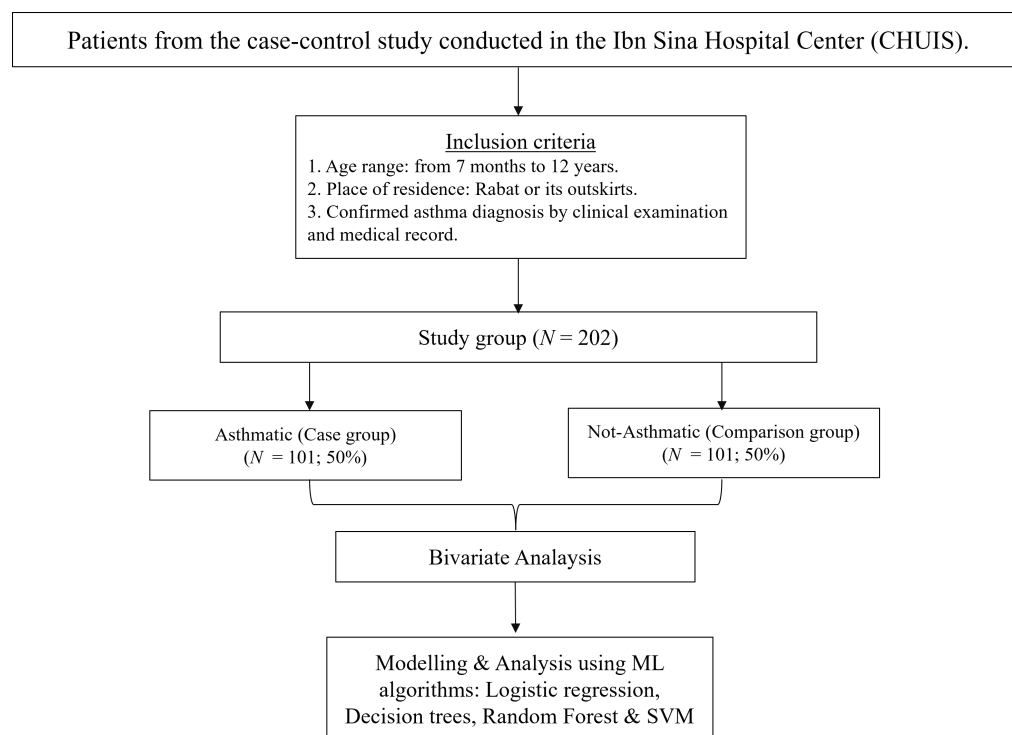 Patients from the case-control study conducted in the Ibn Sina Hospital Center (CHUIS).
Inclusion criteria
1. Age range: from 7 months to 12 years.
2. Place of residence: Rabat or its outskirts.
3. Confirmed asthma diagnosis by clinical examination
and medical record.
Study group (N = 202)
Asthmatic (Case group)
(N = 101; 50%)
Not-Asthmatic (Comparison group)
(N = 101; 50%)
Bivariate Analaysis
Modelling & Analysis using ML
algorithms: Logistic regression,
Decision trees, Random Forest & SVM